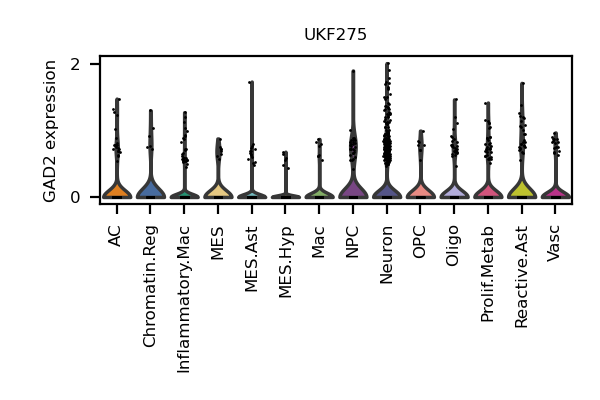 UKF275
GAD2 expression
2
0
AC
Chromatin.Reg
Inflammatory.Mac
MES
MES.Ast
MES.Hyp
Mac
NPC
Neuron
OPC
Oligo
Prolif.Metab
Reactive.Ast
Vasc